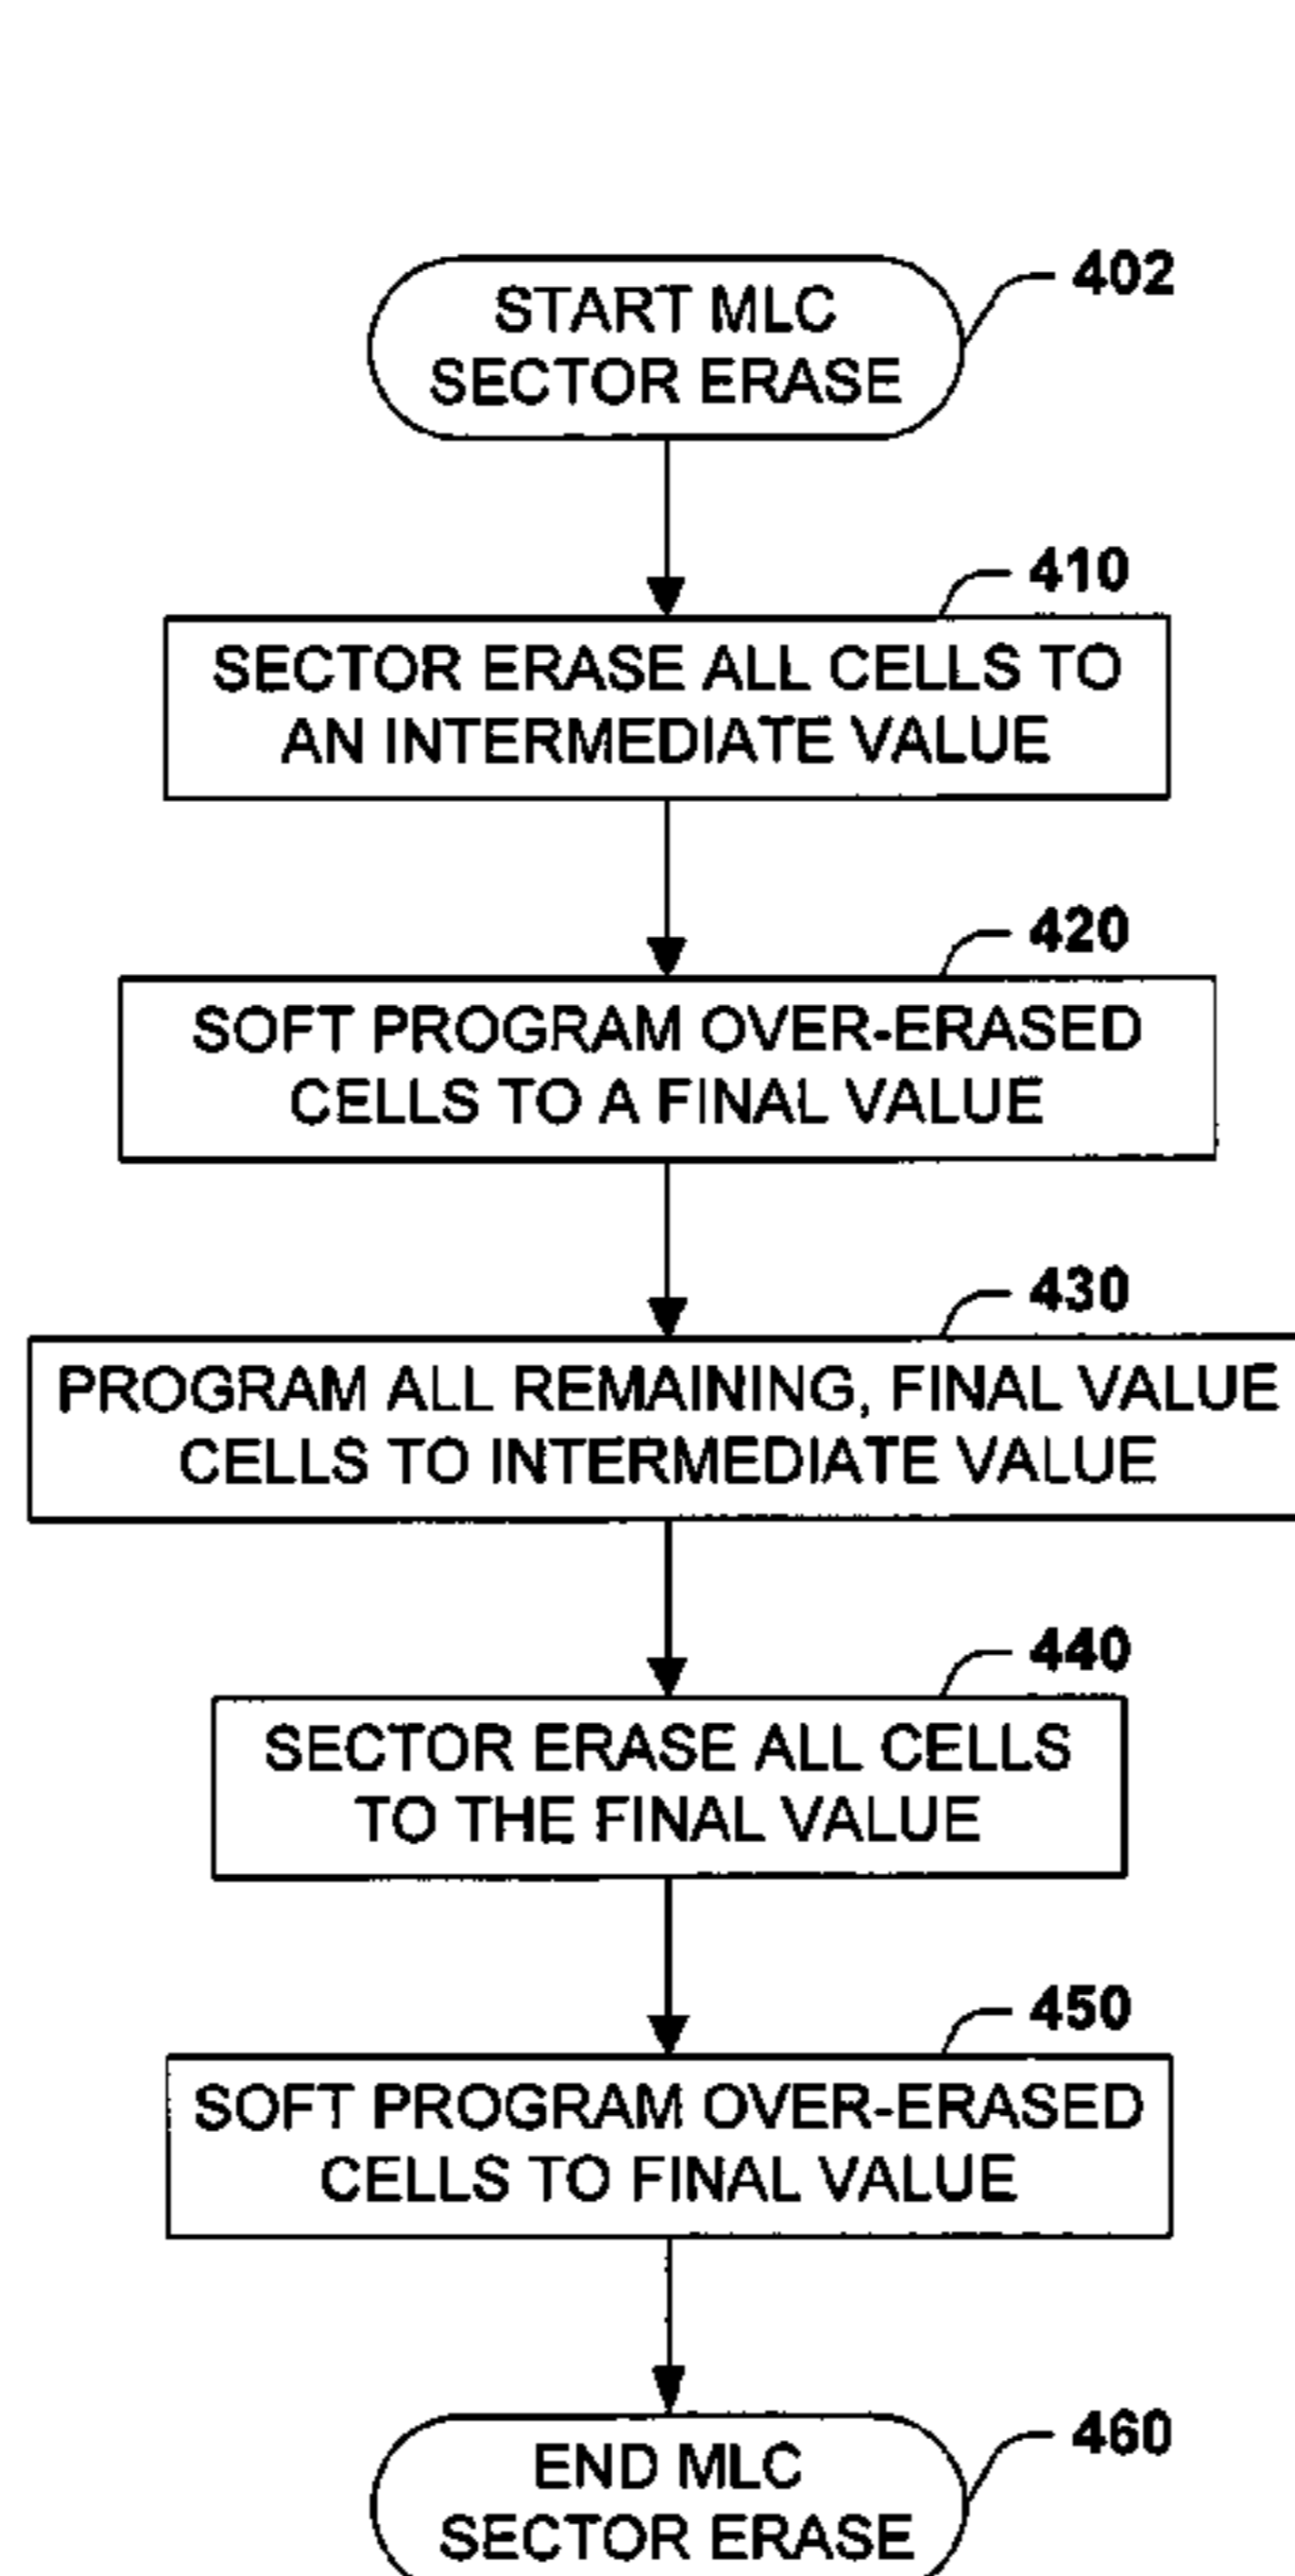 402
START MLC
SECTOR ERASE
410
SECTOR ERASE ALL CELLS TO
AN INTERMEDIATE VALUE
420
SOFT PROGRAM OVER-ERASED
CELLS TO A FINAL VALUE
430
PROGRAM ALL REMAINING, FINAL VALUE
CELLS TO INTERMEDIATE VALUE
440
SECTOR ERASE ALL CELLS
TO THE FINAL VALUE
450
SOFT PROGRAM OVER-ERASED
CELLS TO FINAL VALUE
460
END MLC
SECTOR ERASE